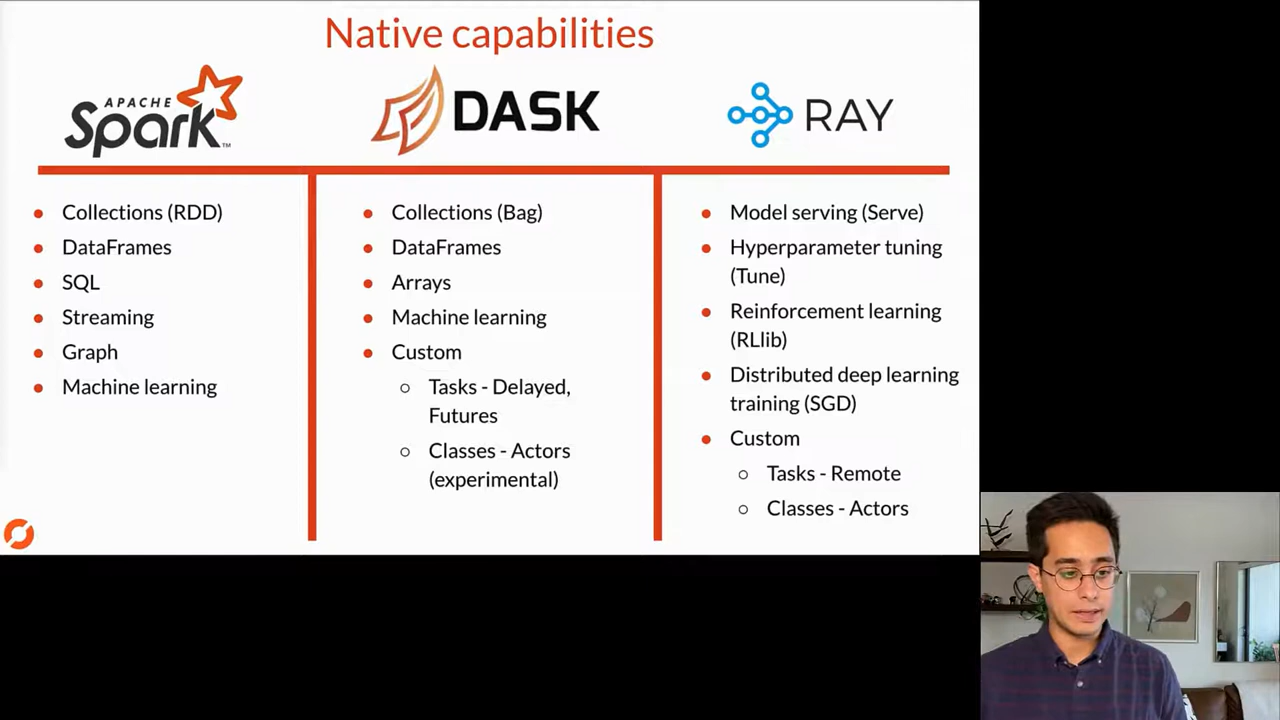 Native capabilities
APACHE
Spark™
DASK
RAY
Collections (RDD)
DataFrames
SQL
Streaming
Graph
Machine learning
Collections (Bag)
DataFrames
Arrays
Machine learning
Custom
Tasks - Delayed,
Futures
Classes - Actors
(experimental)
Model serving (Serve)
Hyperparameter tuning
(Tune)
Reinforcement learning
(RLlib)
Distributed deep learning
training (SGD)
Custom
Tasks - Remote
Classes - Actors